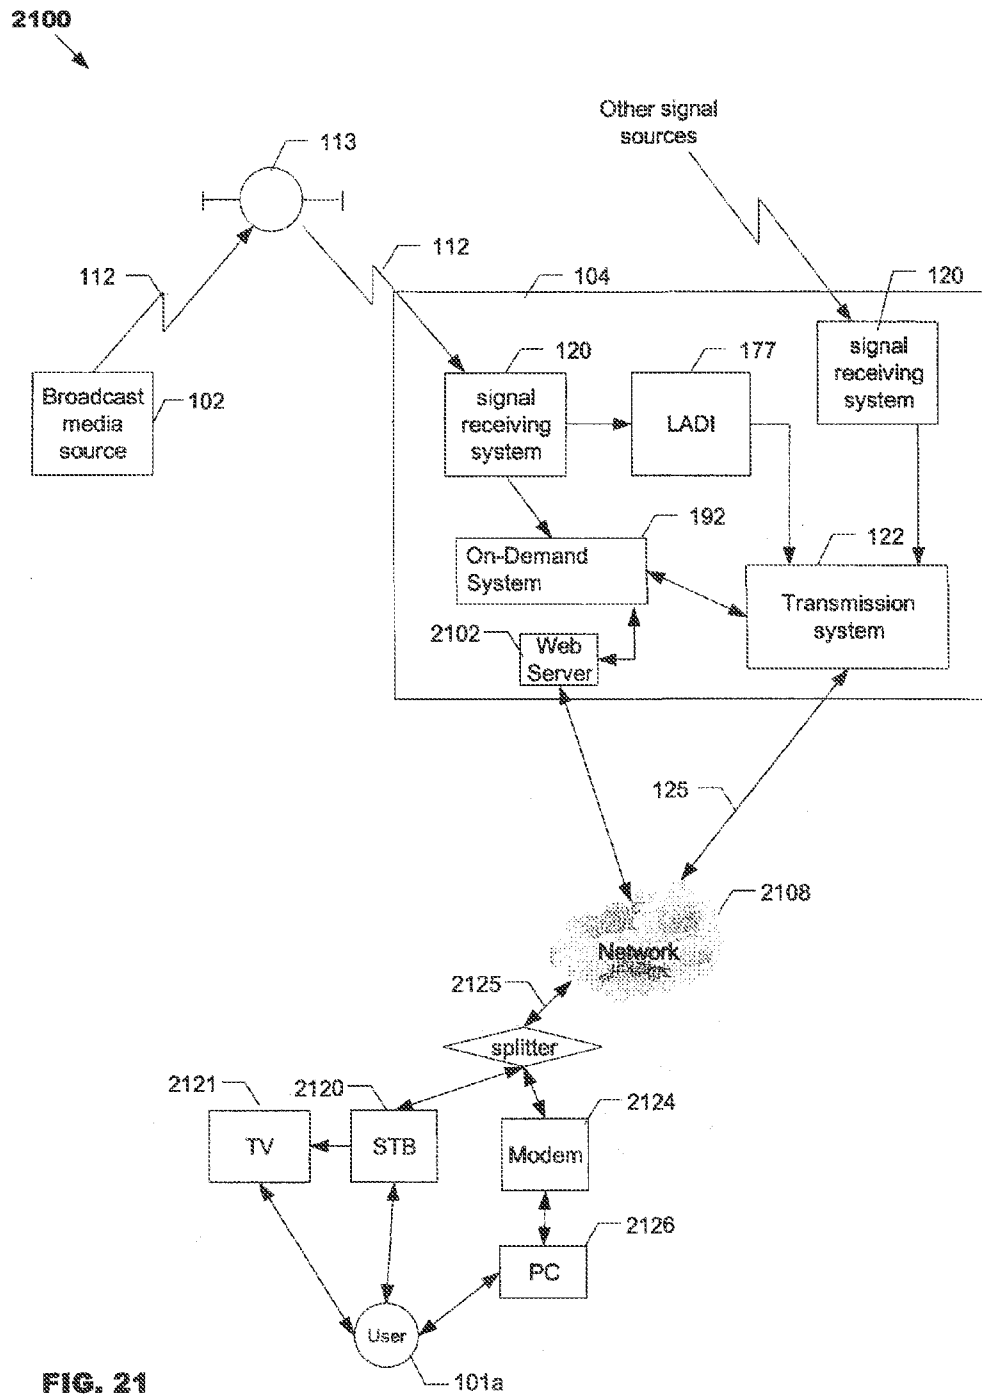 2100
Other signal
sources
113
112
112
104
120
Broadcast
media
source
102
120
177
signal
receiving
system
signal
receiving
system
LADI
192
122
On-Demand
System
Transmission
system
2102
Web
Server
125
2108
Network
2125
splitter
2121
2120
2124
TV
STB
Modem
2126
PC
User
101a
FIG. 21